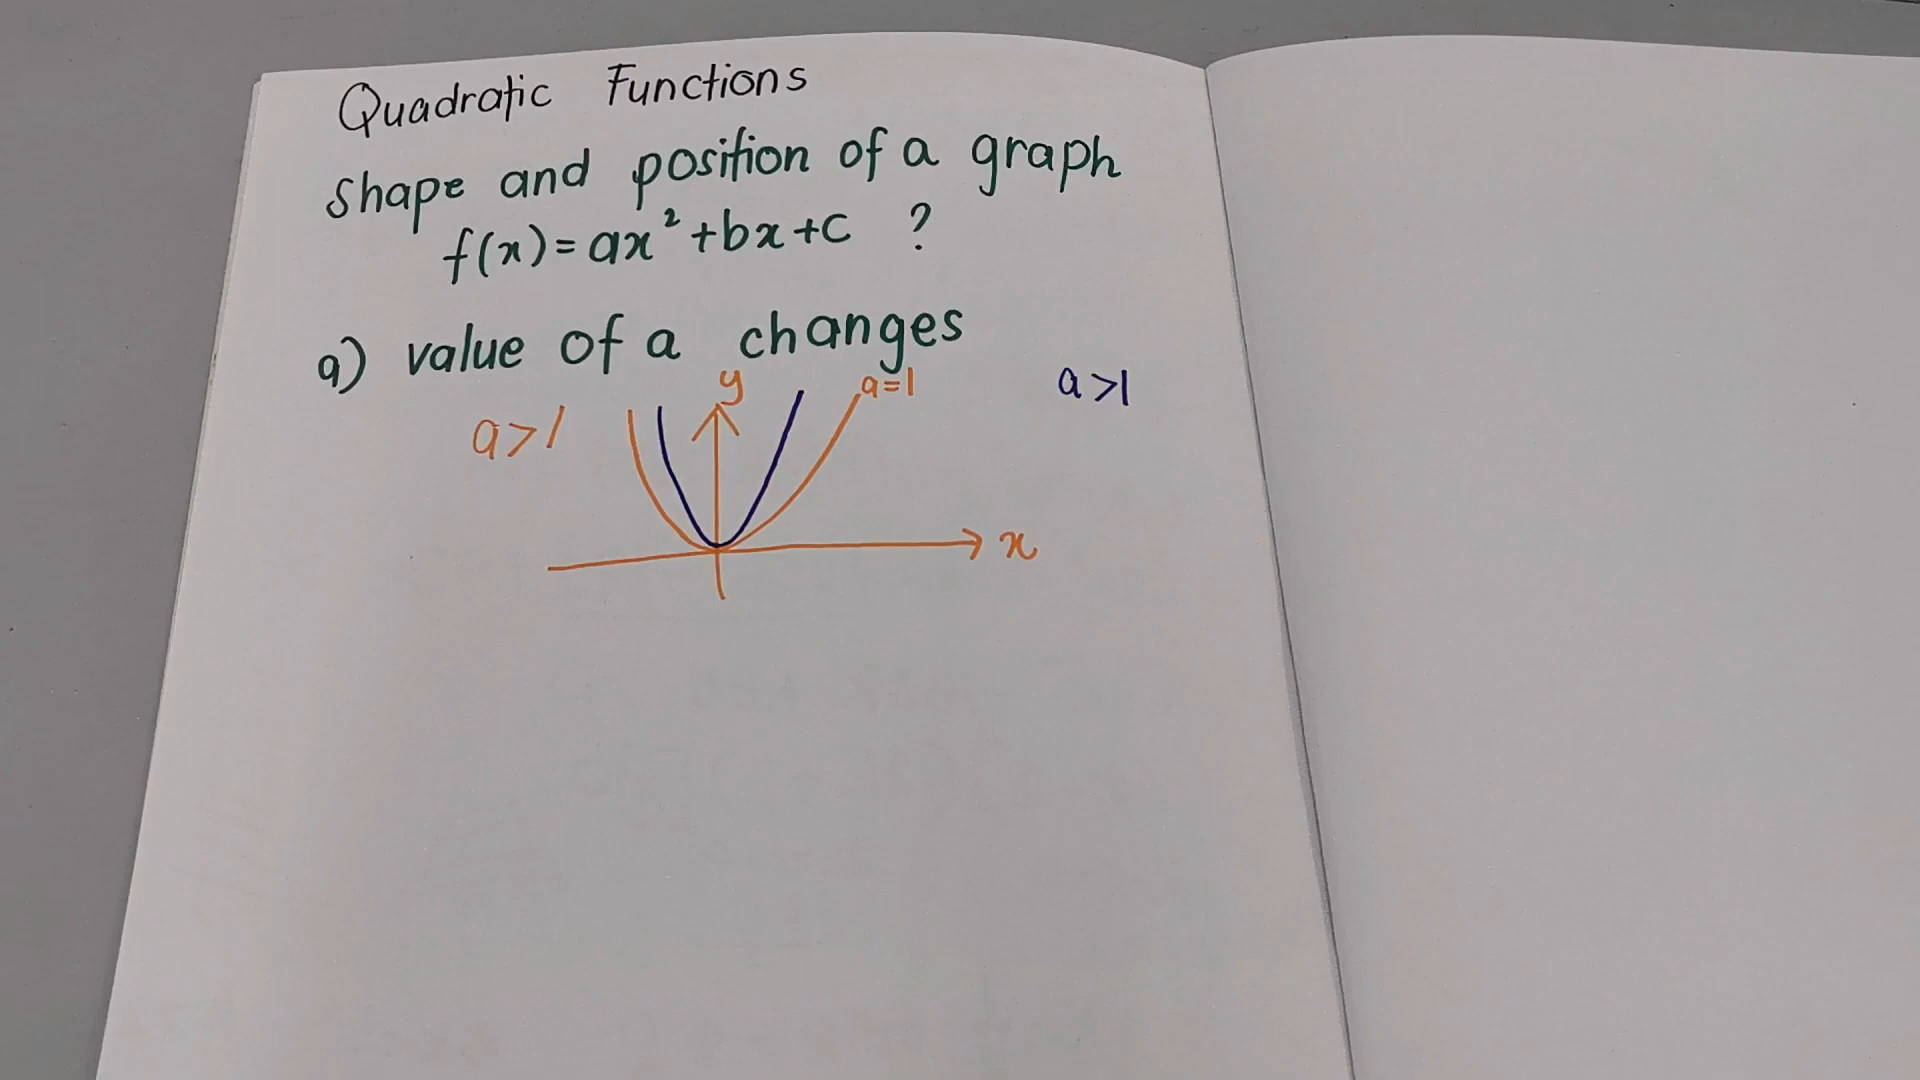 Quadratic Functions
shape and position of a graph
f(x) = ax² + bx + c ?
a) value of a changes
y
a=1
a>1
a>1
x